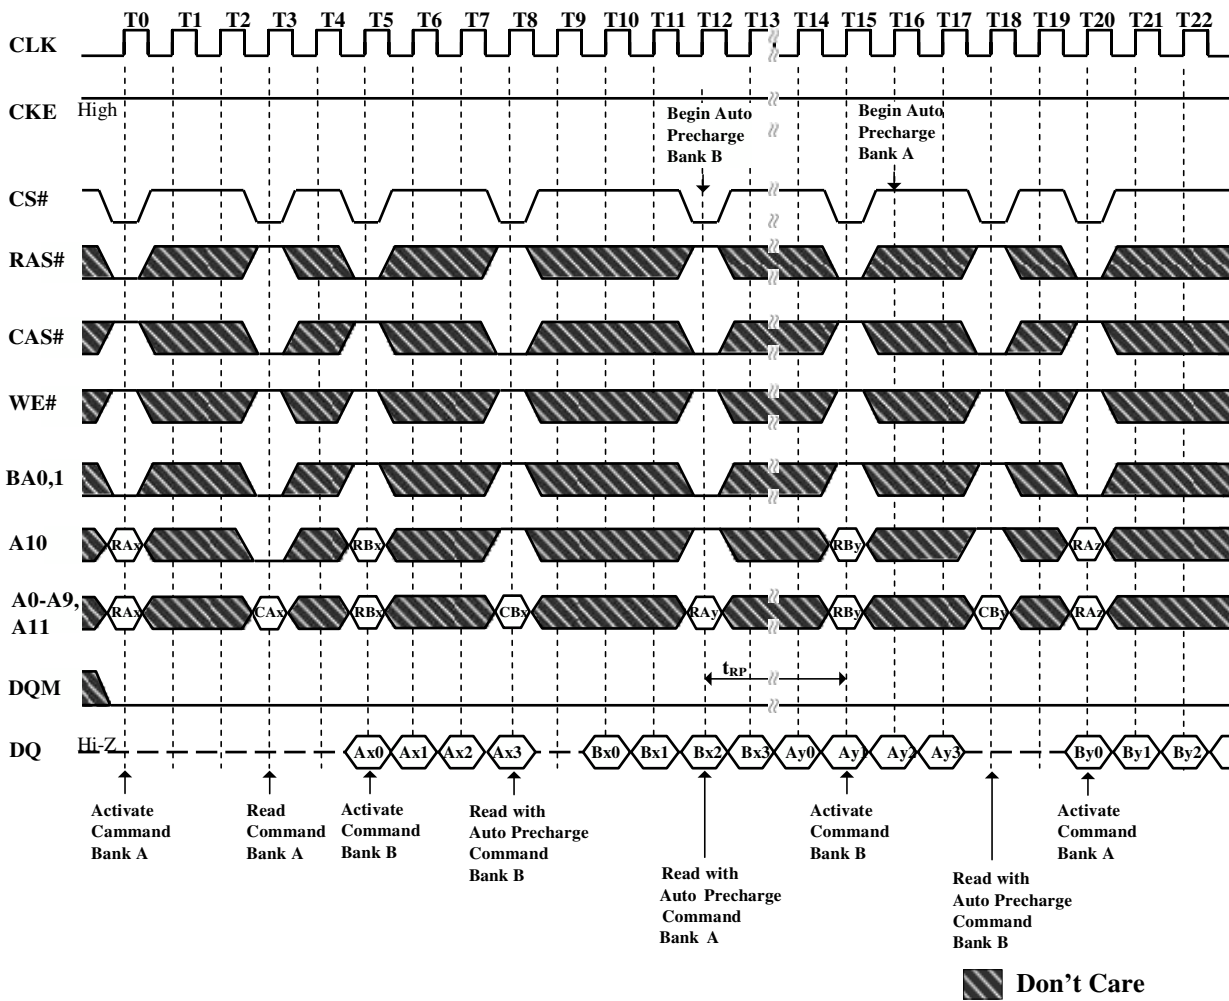 T0 T1 T2 T3 T4 T5 T6 T7 T8 T9 T10 T11 T12 T13 T14 T15 T16 T17 T18 T19 T20 T21 T22
CLK
CKE High
Begin Auto
Precharge
Bank B
Begin Auto
Precharge
Bank A
CS#
RAS#
CAS#
WE#
BA0,1
A10 RAx RBx RBy RAz
A0-A9,
A11
RAx CAx RBx CBx RAy RBy CBy RAz
DQM
tRP
DQ Hi-Z Ax0 Ax1 Ax2 Ax3 Bx0 Bx1 Bx2 Bx3 Ay0 Ay1 Ay2 Ay3 By0 By1 By2
Activate
Cammand
Bank A
Read
Command
Bank A
Activate
Command
Bank B
Read with
Auto Precharge
Command
Bank B
Read with
Auto Precharge
Command
Bank A
Activate
Command
Bank B
Read with
Auto Precharge
Command
Bank B
Activate
Command
Bank A
Don't Care